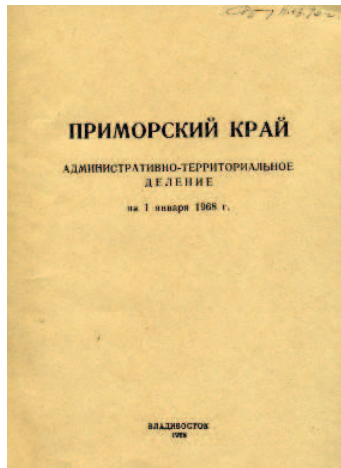 ПРИМОРСКИЙ КРАЙ
АДМИНИСТРАТИВНО-ТЕРРИТОРИАЛЬНОЕ
ДЕЛЕНИЕ
на 1 января 1968 г.
ВЛАДИВОСТОК